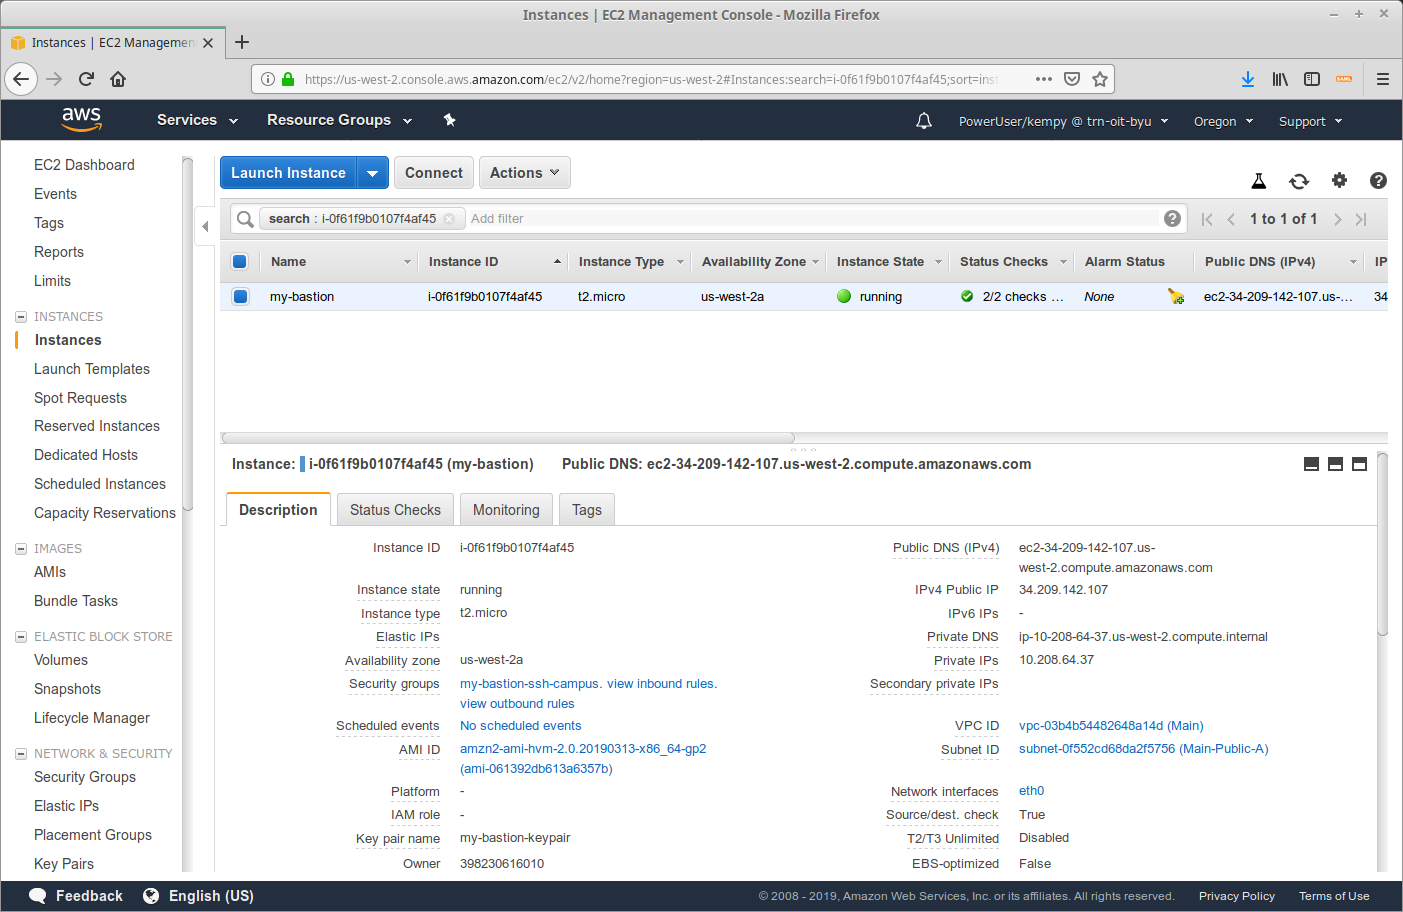 Instances | EC2 Management Console - Mozilla Firefox
Instances | EC2 Managemen
https://us-west-2.console.aws.amazon.com/ec2/v2/home?region=us-west-2#Instances:search=i-0f61f9b0107f4af45;sort=inst
SAML
aws Services Resource Groups PowerUser/kempy @ trn-oit-byu Oregon Support
EC2 Dashboard
Events
Tags
Reports
Limits
INSTANCES
Instances
Launch Templates
Spot Requests
Reserved Instances
Dedicated Hosts
Scheduled Instances
Capacity Reservations
IMAGES
AMIs
Bundle Tasks
ELASTIC BLOCK STORE
Volumes
Snapshots
Lifecycle Manager
NETWORK & SECURITY
Security Groups
Elastic IPs
Placement Groups
Key Pairs
Launch Instance Connect Actions
search : i-0f61f9b0107f4af45 Add filter 1 to 1 of 1
Name Instance ID Instance Type Availability Zone Instance State Status Checks Alarm Status Public DNS (IPv4) IP
my-bastion i-0f61f9b0107f4af45 t2.micro us-west-2a running 2/2 checks ... None ec2-34-209-142-107.us-... 34
Instance: i-0f61f9b0107f4af45 (my-bastion) Public DNS: ec2-34-209-142-107.us-west-2.compute.amazonaws.com
Description Status Checks Monitoring Tags
Instance ID i-0f61f9b0107f4af45
Instance state running
Instance type t2.micro
Elastic IPs
Availability zone us-west-2a
Security groups my-bastion-ssh-campus. view inbound rules.
view outbound rules
Scheduled events No scheduled events
AMI ID amzn2-ami-hvm-2.0.20190313-x86_64-gp2
(ami-061392db613a6357b)
Platform -
IAM role -
Key pair name my-bastion-keypair
Owner 398230616010
Public DNS (IPv4) ec2-34-209-142-107.us-
west-2.compute.amazonaws.com
IPv4 Public IP 34.209.142.107
IPv6 IPs -
Private DNS ip-10-208-64-37.us-west-2.compute.internal
Private IPs 10.208.64.37
Secondary private IPs
VPC ID vpc-03b4b54482648a14d (Main)
Subnet ID subnet-0f552cd68da2f5756 (Main-Public-A)
Network interfaces eth0
Source/dest. check True
T2/T3 Unlimited Disabled
EBS-optimized False
Feedback English (US) © 2008 - 2019, Amazon Web Services, Inc. or its affiliates. All rights reserved. Privacy Policy Terms of Use